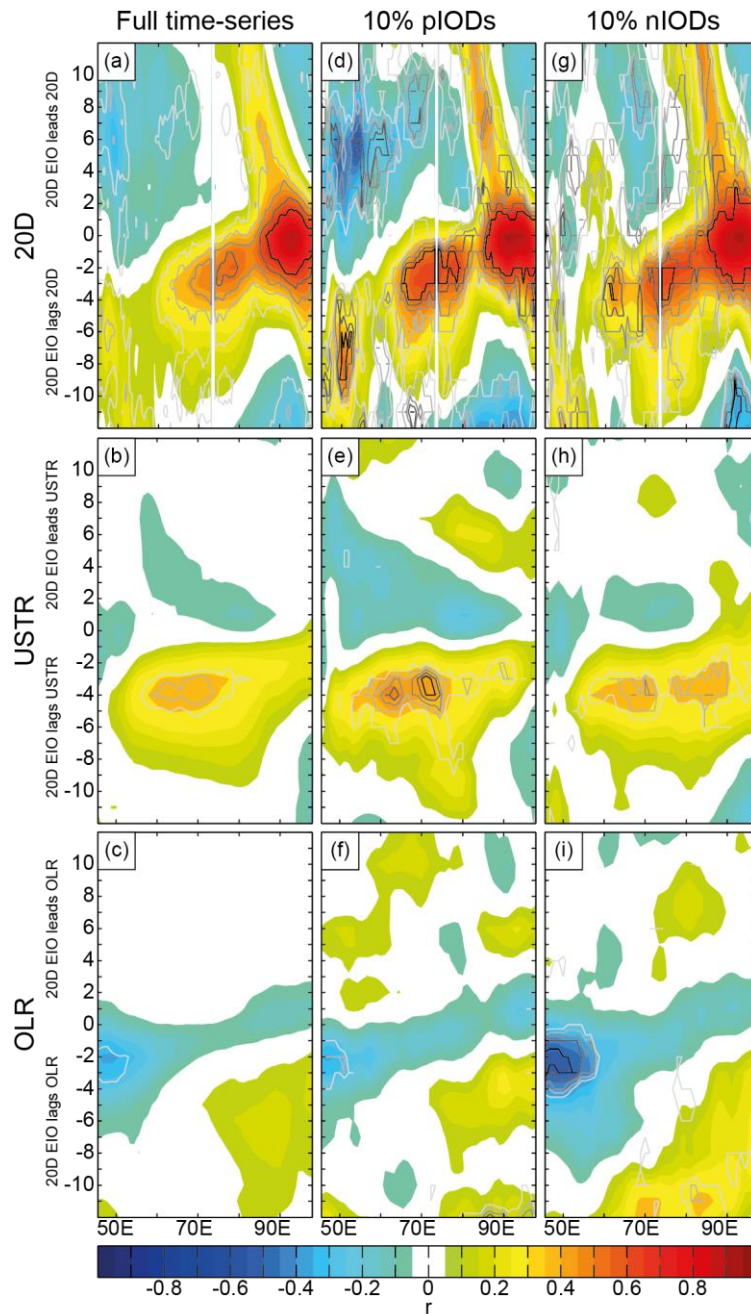 Full time-series
10% pIODs
10% nIODs
(a)
(d)
(g)
20D
20D EIO leads 20D
20D EIO lags 20D
10
8
6
4
2
0
-2
-4
-6
-8
-10
(b)
(e)
(h)
USTR
20D EIO leads USTR
20D EIO lags USTR
10
8
6
4
2
0
-2
-4
-6
-8
-10
(c)
(f)
(i)
OLR
20D EIO leads OLR
20D EIO lags OLR
10
8
6
4
2
0
-2
-4
-6
-8
-10
50E 70E 90E
50E 70E 90E
50E 70E 90E
-0.8 -0.6 -0.4 -0.2 0 0.2 0.4 0.6 0.8
r